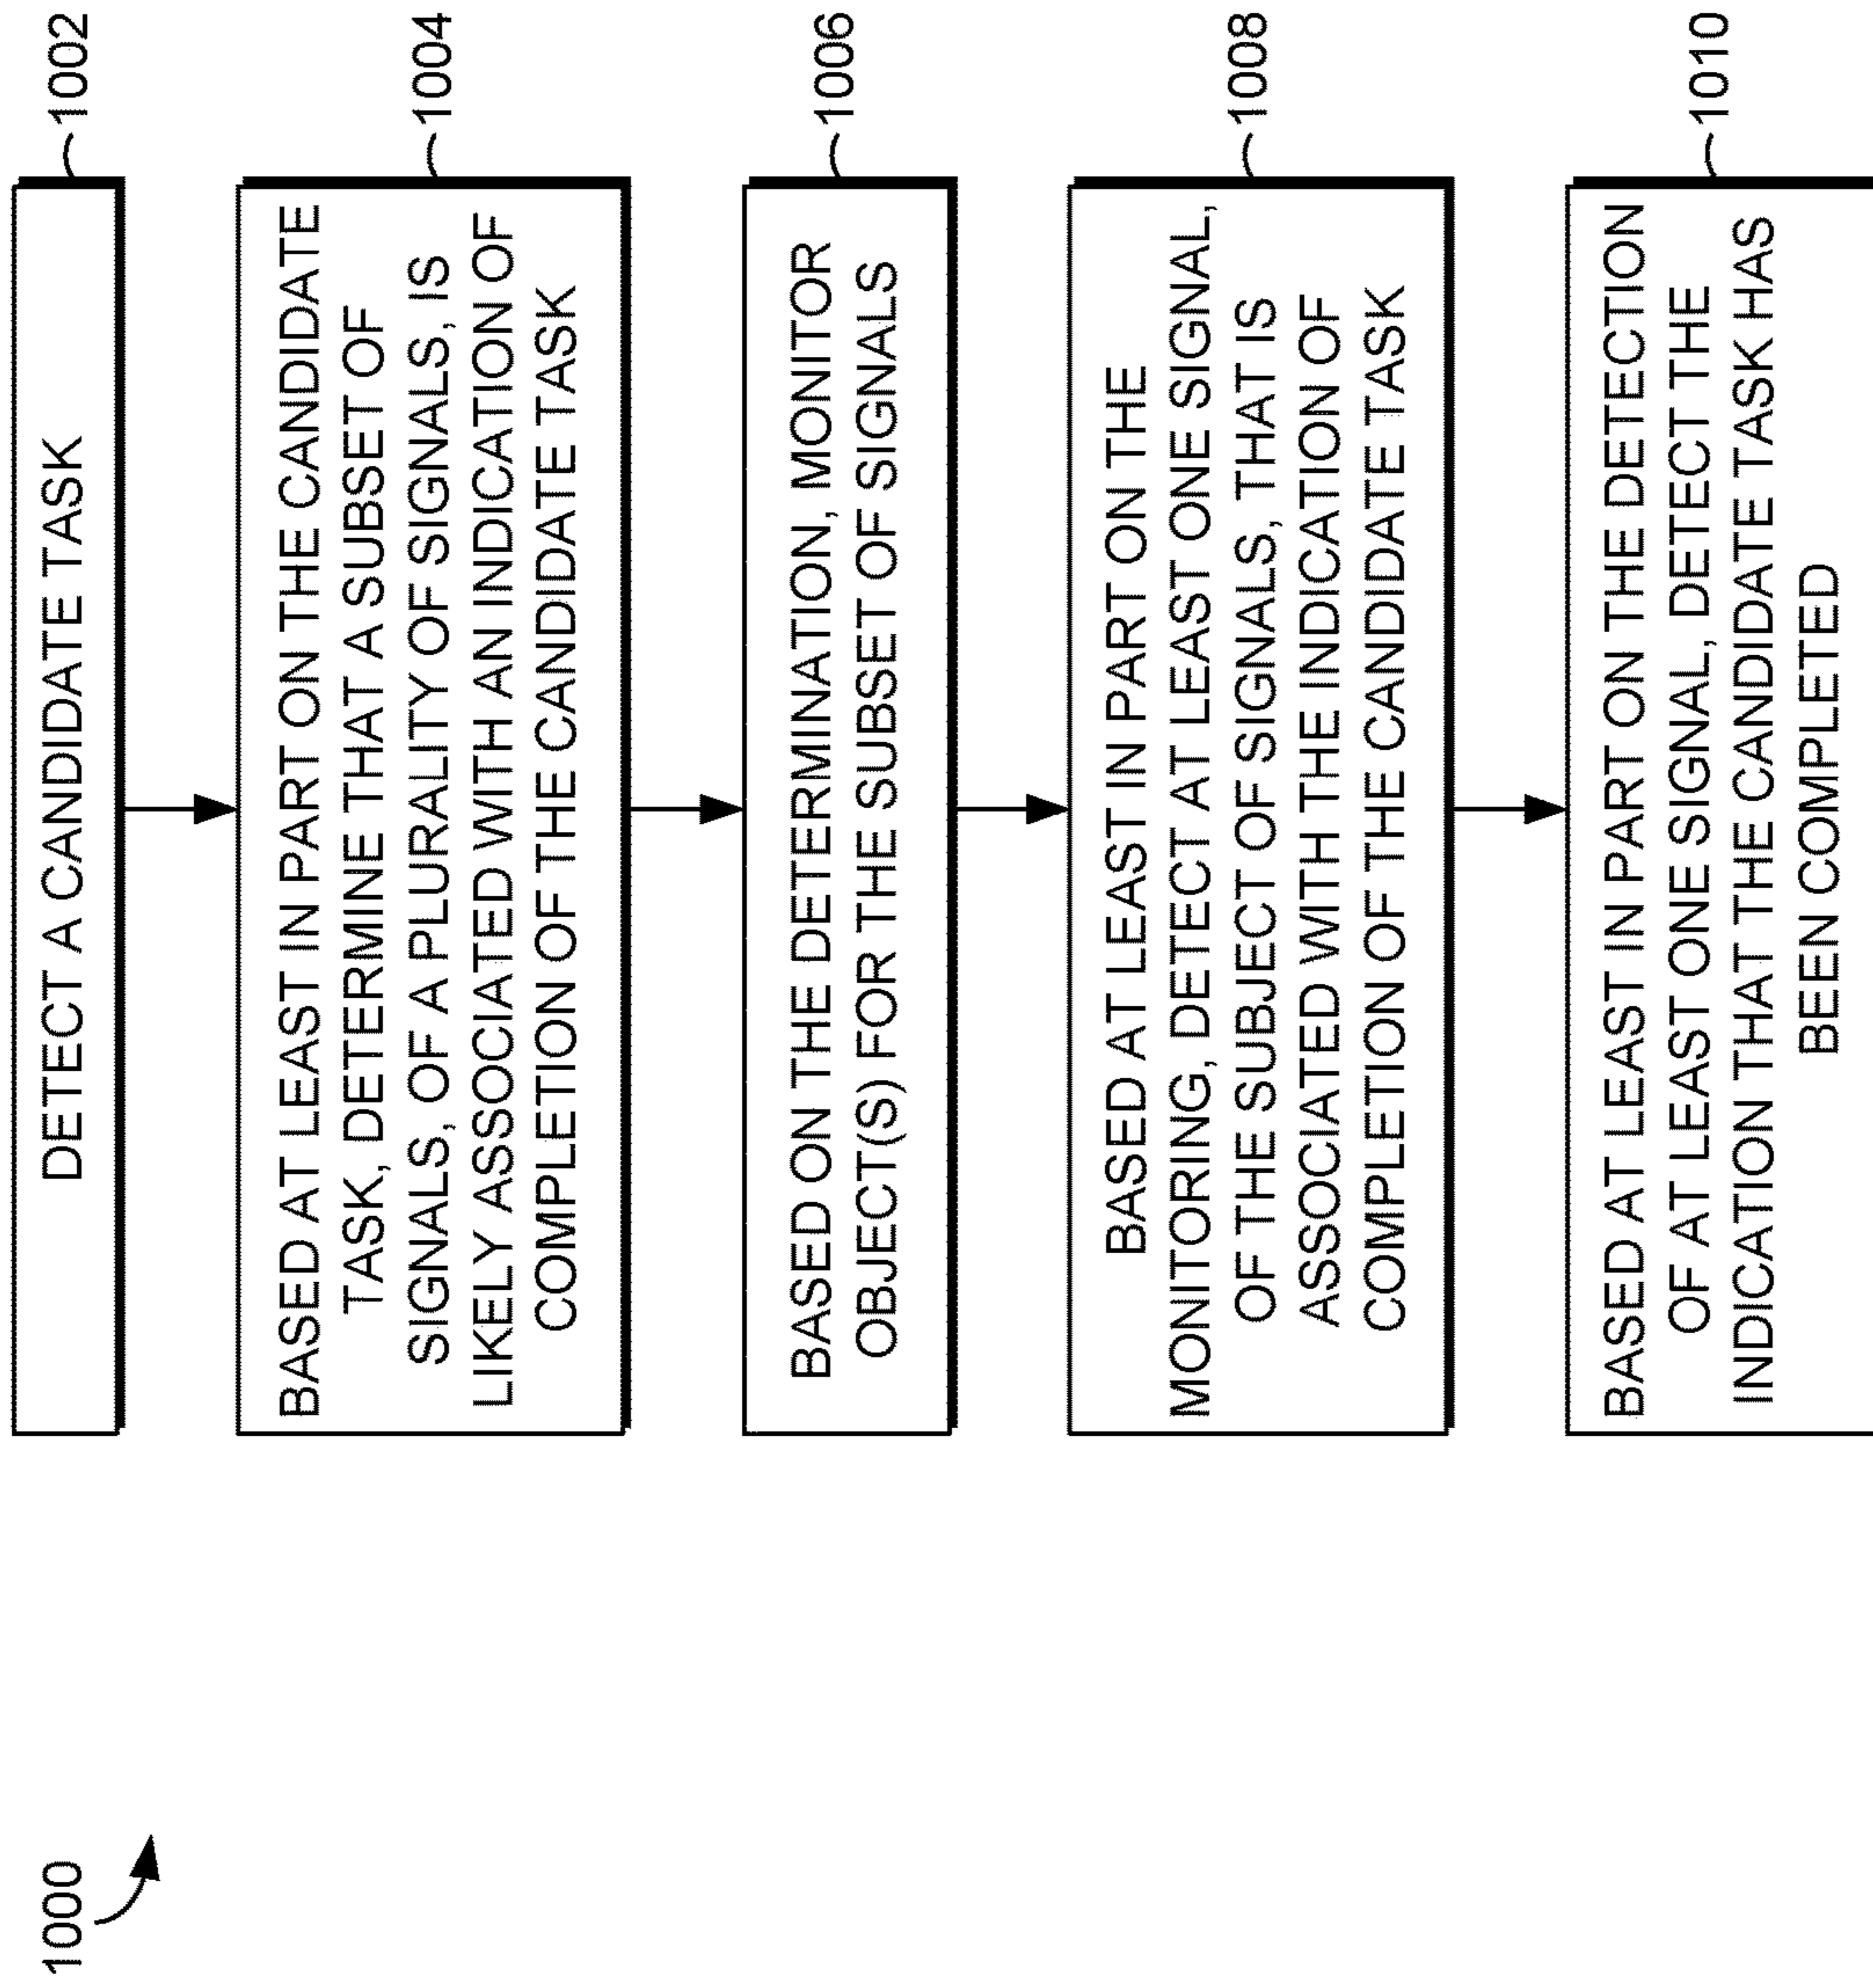 1000
DETECT A CANDIDATE TASK
1002
BASED AT LEAST IN PART ON THE CANDIDATE
TASK, DETERMINE THAT A SUBSET OF
SIGNALS, OF A PLURALITY OF SIGNALS, IS
LIKELY ASSOCIATED WITH AN INDICATION OF
COMPLETION OF THE CANDIDATE TASK
1004
BASED ON THE DETERMINATION, MONITOR
OBJECT(S) FOR THE SUBSET OF SIGNALS
1006
BASED AT LEAST IN PART ON THE
MONITORING, DETECT AT LEAST ONE SIGNAL,
OF THE SUBJECT OF SIGNALS, THAT IS
ASSOCIATED WITH THE INDICATION OF
COMPLETION OF THE CANDIDATE TASK
1008
BASED AT LEAST IN PART ON THE DETECTION
OF AT LEAST ONE SIGNAL, DETECT THE
INDICATION THAT THE CANDIDATE TASK HAS
BEEN COMPLETED
1010